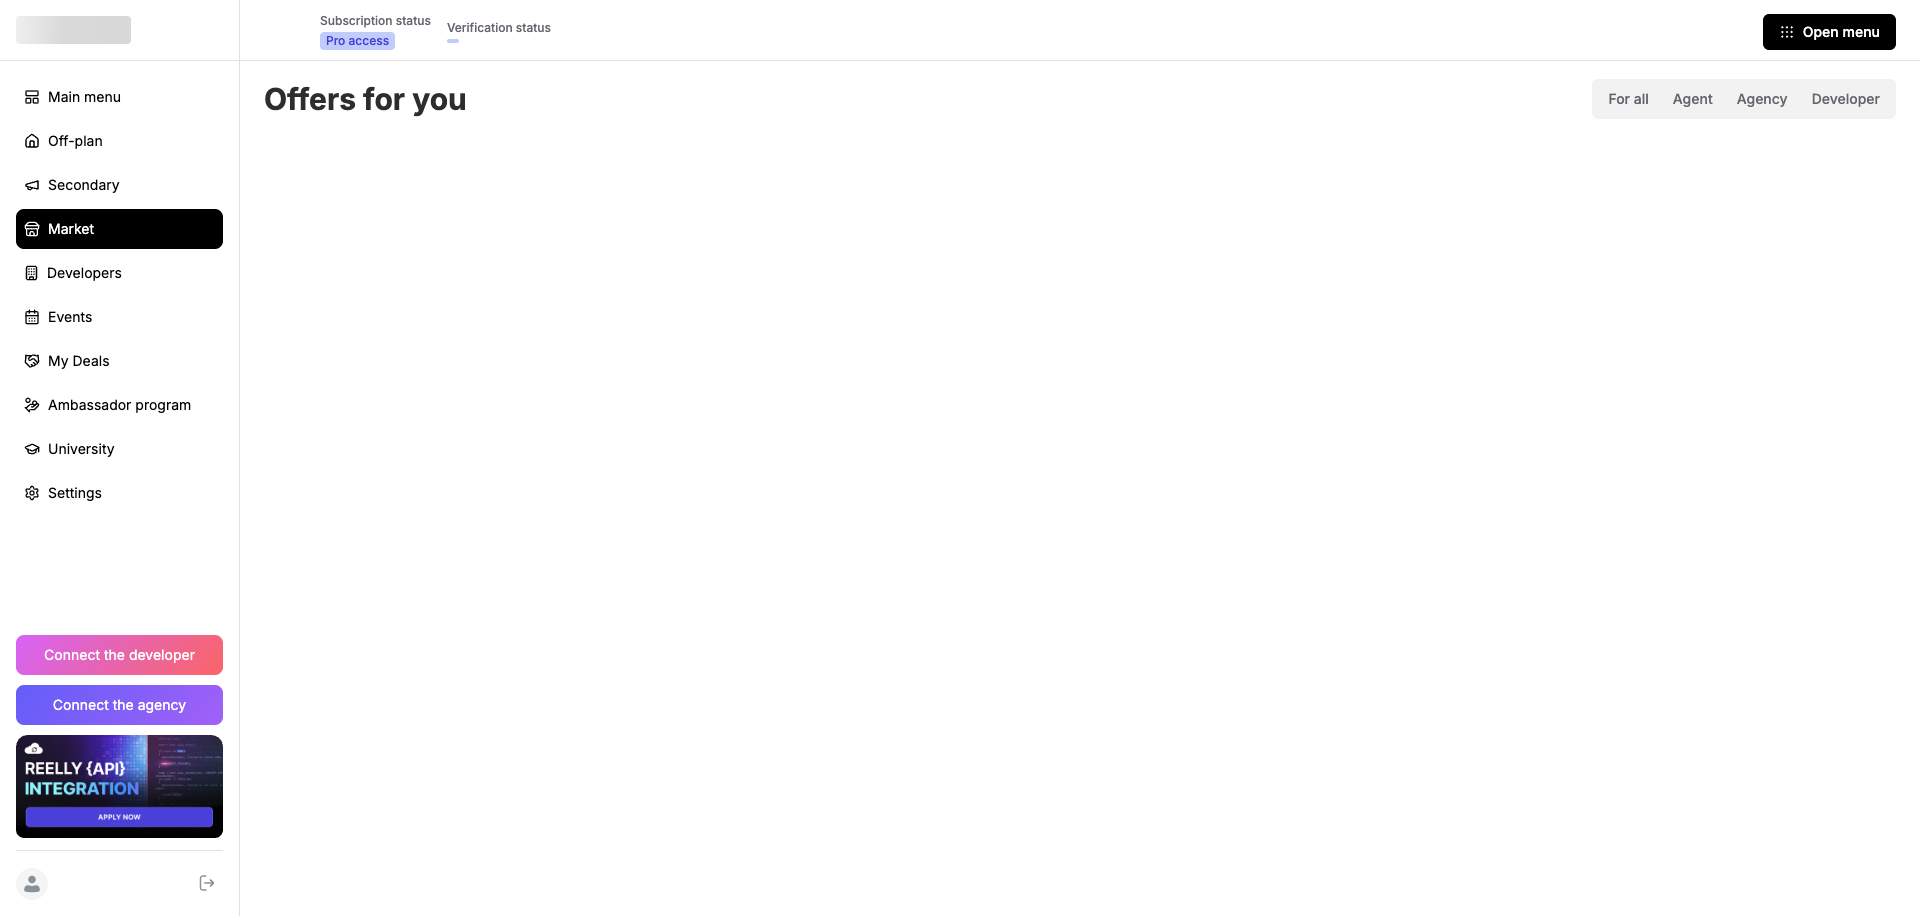 Subscription status
Pro access
Verification status
Open menu
Main menu
Off-plan
Secondary
Market
Developers
Events
My Deals
Ambassador program
University
Settings
Connect the developer
Connect the agency
REELLY {API}
INTEGRATION
APPLY NOW
Offers for you
For all
Agent
Agency
Developer